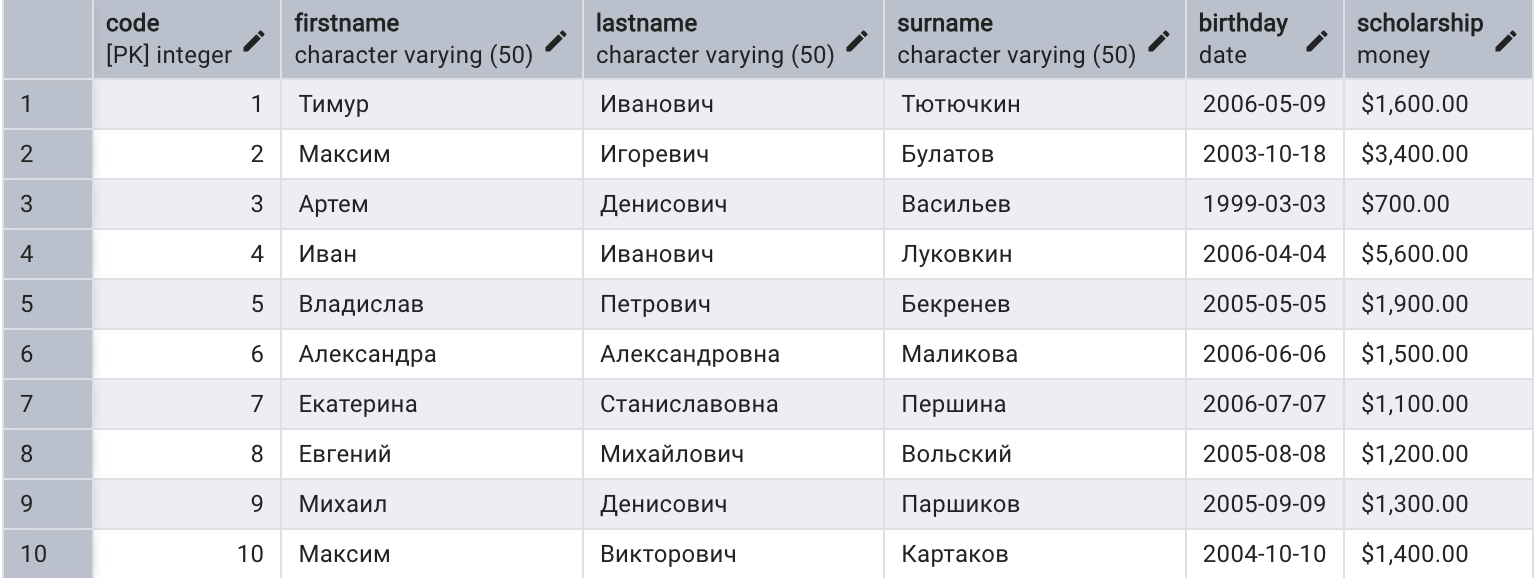 code firstname lastname surname birthday scholarship
[PK] integer character varying (50) character varying (50) character varying (50) date money
1 1 Тимур Иванович Тютючкин 2006-05-09 $1,600.00
2 2 Максим Игоревич Булатов 2003-10-18 $3,400.00
3 3 Артем Денисович Васильев 1999-03-03 $700.00
4 4 Иван Иванович Луковкин 2006-04-04 $5,600.00
5 5 Владислав Петрович Бекренев 2005-05-05 $1,900.00
6 6 Александра Александровна Маликова 2006-06-06 $1,500.00
7 7 Екатерина Станиславовна Першина 2006-07-07 $1,100.00
8 8 Евгений Михайлович Вольский 2005-08-08 $1,200.00
9 9 Михаил Денисович Паршиков 2005-09-09 $1,300.00
10 10 Максим Викторович Картаков 2004-10-10 $1,400.00